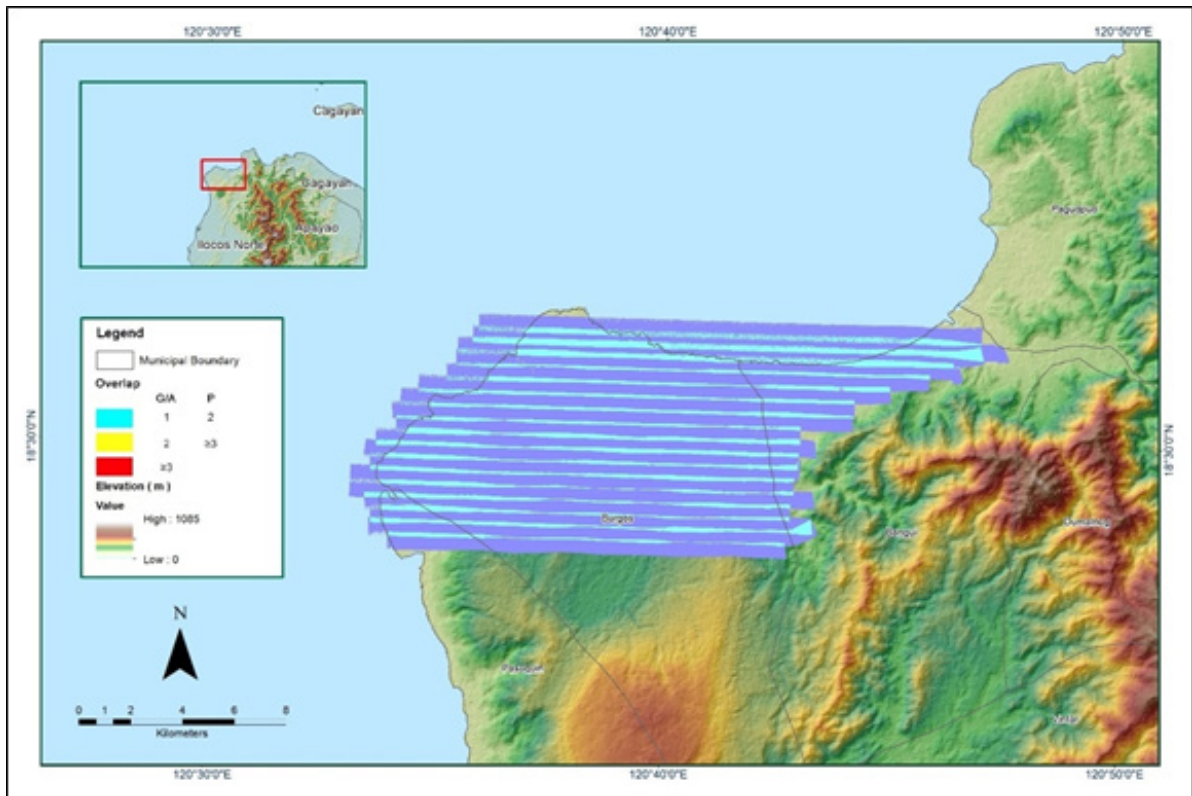 120°30'0"E 120°40'0"E 120°50'0"E
Cagayan
Cagayan
Apayao
Ilocos Norte
Pagudpud
Legend
Municipal Boundary
Overlap
G/A P
1 2
2 ≥3
≥3
Elevation ( m )
Value
High : 1085
Low : 0
18°30'0"N
18°30'0"N
Burgos
Bangui
Dumalneg
Pasuquin
Vintar
N
0 1 2 4 6 8
Kilometers
120°30'0"E 120°40'0"E 120°50'0"E